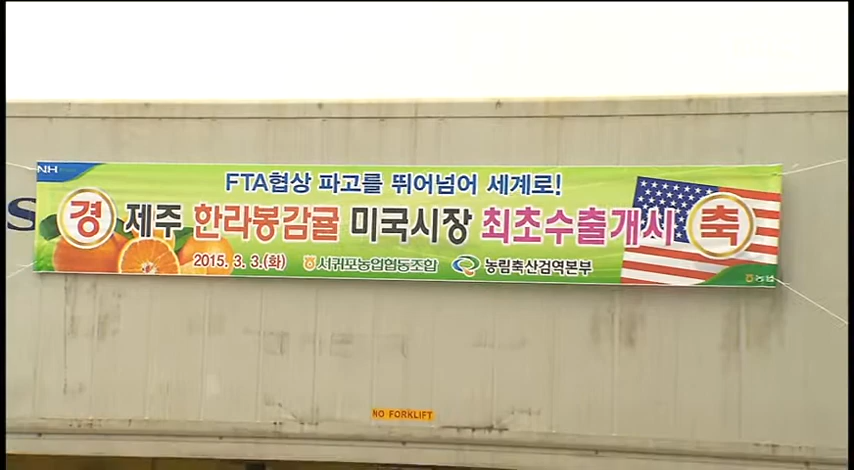 NH
FTA협상 파고를 뛰어넘어 세계로!
경 제주 한라봉감귤 미국시장 최초수출개시 축
2015. 3. 3.(화) 서귀포농업협동조합 농림축산검역본부
농협
S
NO FORKLIFT